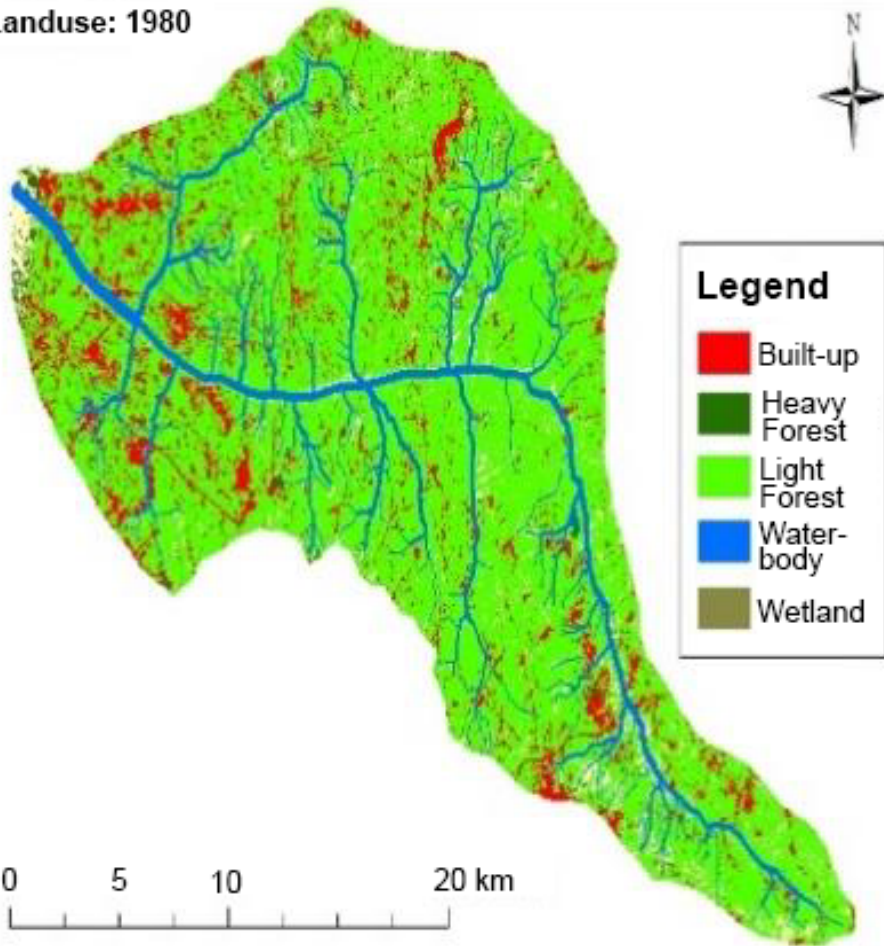 Landuse: 1980
N
Legend
Built-up
Heavy
Forest
Light
Forest
Water-
body
Wetland
0 5 10 20 km